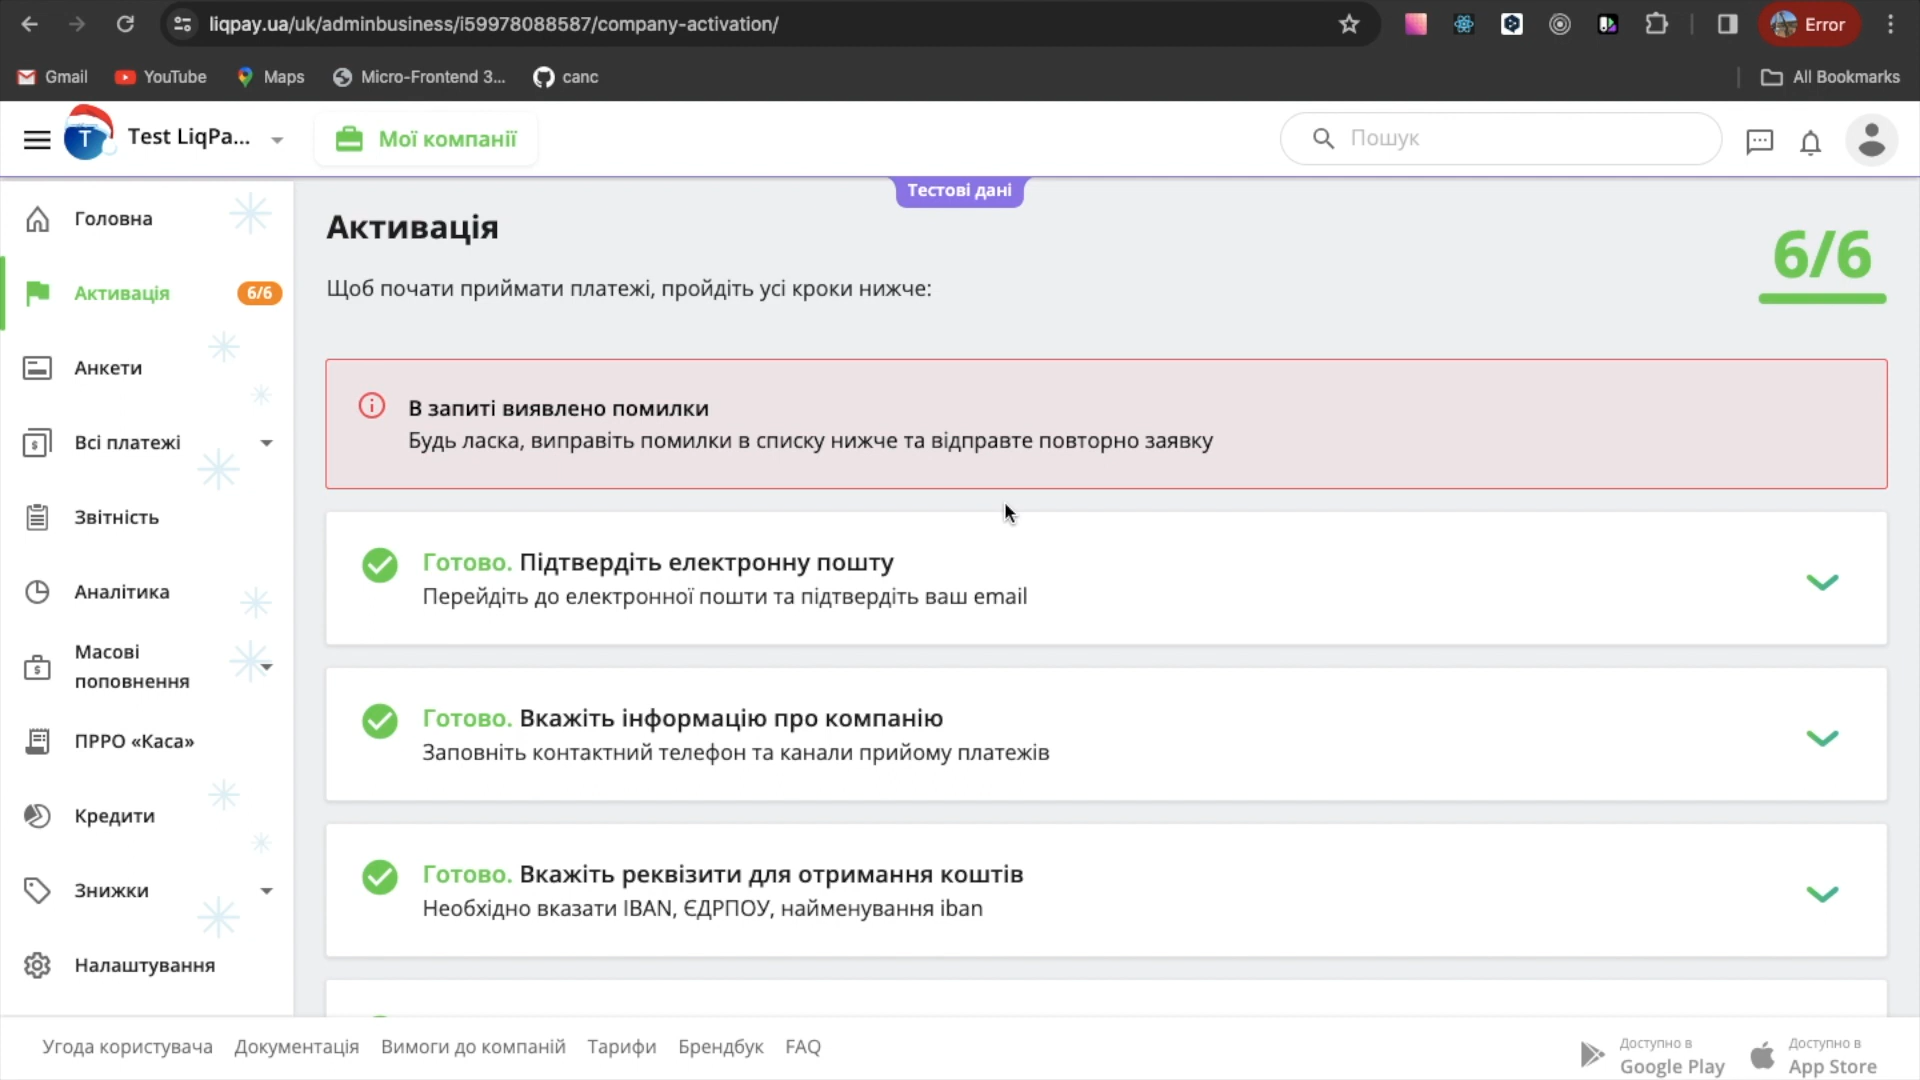 liqpay.ua/uk/adminbusiness/i59978088587/company-activation/
Error
Gmail
YouTube
Maps
Micro-Frontend 3...
canc
All Bookmarks
T
Test LiqPa...
Мої компанії
Пошук
Тестові дані
Головна
Активація
6/6
Анкети
Всі платежі
Звітність
Аналітика
Масові
поповнення
ПРРО «Каса»
Кредити
Знижки
Налаштування
Активація
6/6
Щоб почати приймати платежі, пройдіть усі кроки нижче:
В запиті виявлено помилки
Будь ласка, виправіть помилки в списку нижче та відправте повторно заявку
Готово. Підтвердіть електронну пошту
Перейдіть до електронної пошти та підтвердіть ваш email
Готово. Вкажіть інформацію про компанію
Заповніть контактний телефон та канали прийому платежів
Готово. Вкажіть реквізити для отримання коштів
Необхідно вказати IBAN, ЄДРПОУ, найменування iban
Угода користувача
Документація
Вимоги до компаній
Тарифи
Брендбук
FAQ
Доступно в
Google Play
Доступно в
App Store